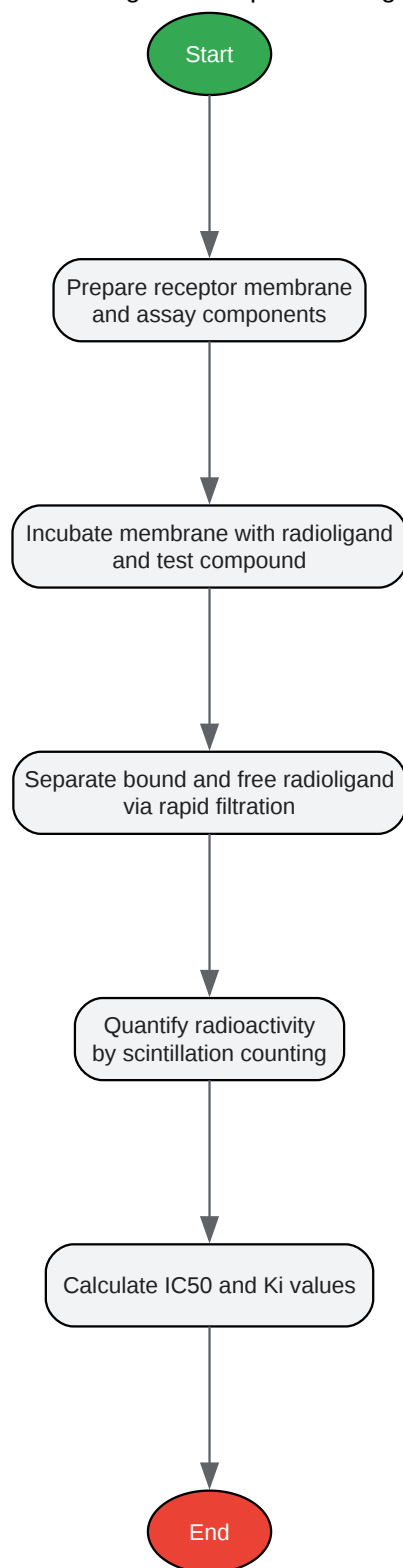 Start
Prepare receptor membrane
and assay components
Incubate membrane with radioligand
and test compound
Separate bound and free radioligand
via rapid filtration
Quantify radioactivity
by scintillation counting
Calculate IC50 and Ki values
End